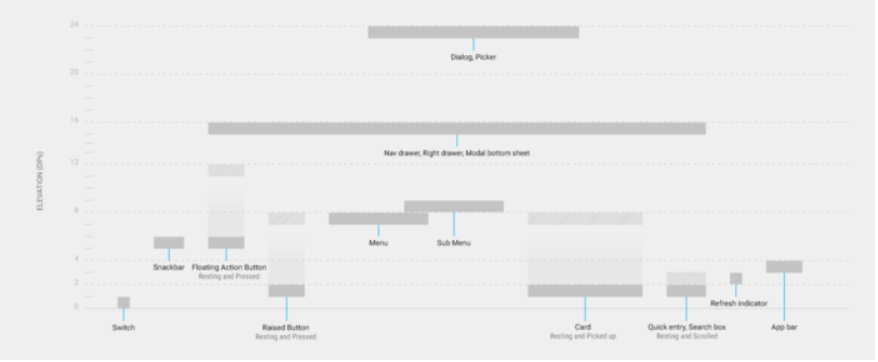 24
Dialog, Picker
20
16
Nav drawer, Right drawer, Modal bottom sheet
12
ELEVATION (DPs)
8
Menu
Sub Menu
4
Snackbar
Floating Action Button
Resting and Pressed
2
Refresh indicator
0
Switch
Raised Button
Resting and Pressed
Card
Resting and Picked up
Quick entry, Search box
Resting and Scrolled
App bar